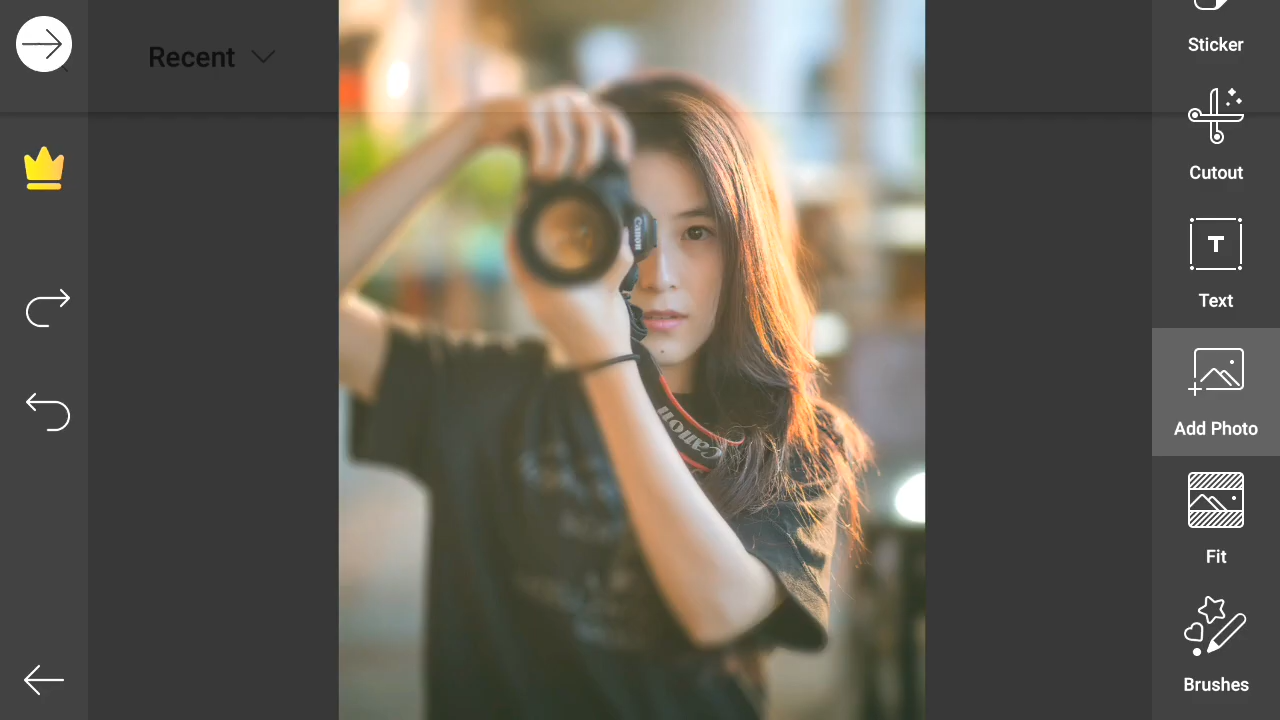 Recent
Sticker
Cutout
T
Text
Add Photo
Fit
Brushes
Canon
Canon